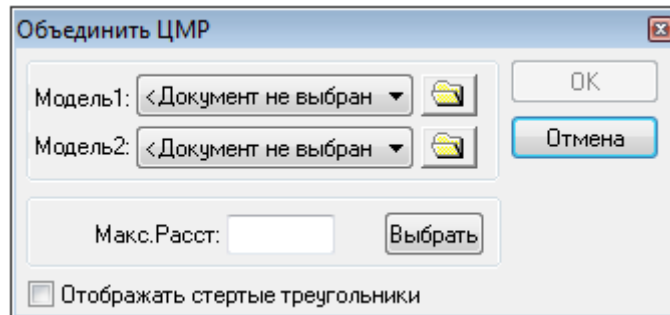 Объединить ЦМР
Модель1: <Документ не выбран
OK
Модель2: <Документ не выбран
Отмена
Макс.Расст: Выбрать
Отображать стертые треугольники